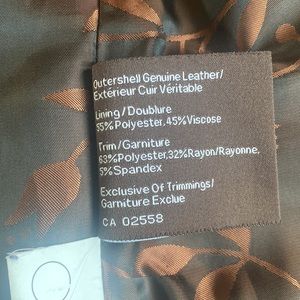 Outershell Genuine Leather/
Extérieur Cuir Véritable
Lining/Doublure
55%Polyester,45%Viscose
Trim/Garniture
63%Polyester,32%Rayon/Rayonne,
5%Spandex
Exclusive Of Trimmings/
Garniture Exclue
CA 02558